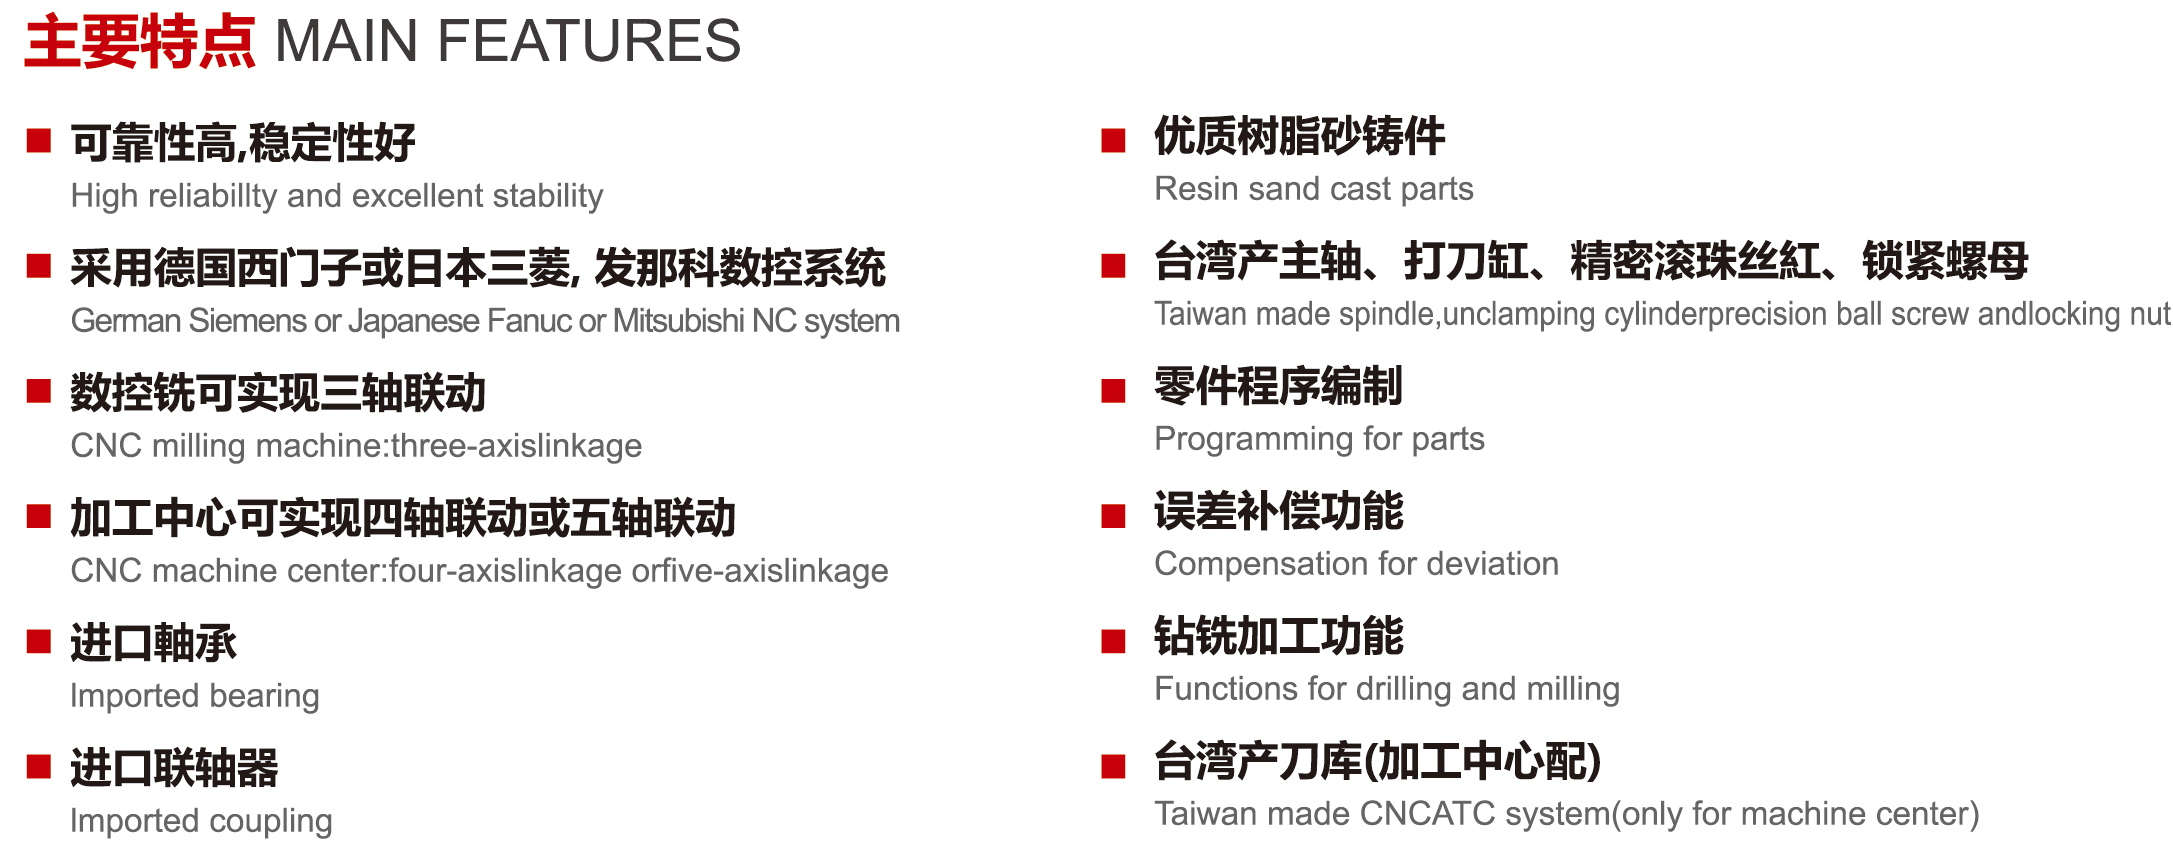 主要特点 MAIN FEATURES
可靠性高,稳定性好
High reliabillty and excellent stability
采用德国西门子或日本三菱, 发那科数控系统
German Siemens or Japanese Fanuc or Mitsubishi NC system
数控铣可实现三轴联动
CNC milling machine:three-axislinkage
加工中心可实现四轴联动或五轴联动
CNC machine center:four-axislinkage orfive-axislinkage
进口軸承
Imported bearing
进口联轴器
Imported coupling
优质树脂砂铸件
Resin sand cast parts
台湾产主轴、打刀缸、精密滚珠丝紅、锁紧螺母
Taiwan made spindle,unclamping cylinderprecision ball screw andlocking nut
零件程序编制
Programming for parts
误差补偿功能
Compensation for deviation
钻铣加工功能
Functions for drilling and milling
台湾产刀库(加工中心配)
Taiwan made CNCATC system(only for machine center)